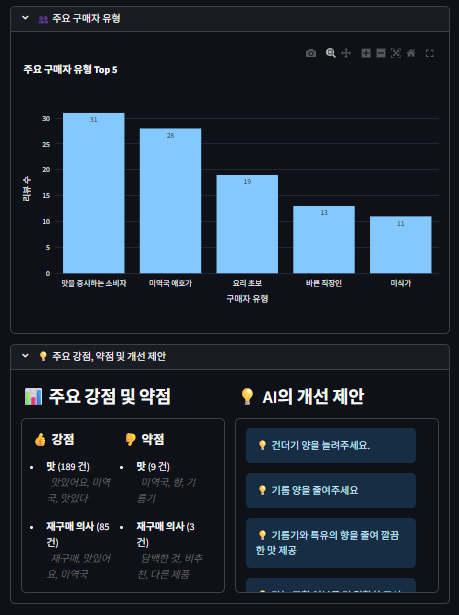 주요 구매자 유형
주요 구매자 유형 Top 5
리뷰 수
30
25
20
15
10
5
0
31
28
19
13
11
맛을 중시하는 소비자
미역국 애호가
요리 초보
바쁜 직장인
미식가
구매자 유형
주요 강점, 약점 및 개선 제안
주요 강점 및 약점
강점
맛 (189 건)
맛있어요, 미역
국, 맛있다
재구매 의사 (85
건)
재구매, 맛있어
요, 미역국
약점
맛 (9 건)
미역국, 향, 기
름기
재구매 의사 (3
건)
담백한 것, 비추
천, 다른 제품
AI의 개선 제안
건더기 양을 늘려주세요.
기름 양을 줄여주세요
기름기와 특유의 향을 줄여 깔끔
한 맛 제공